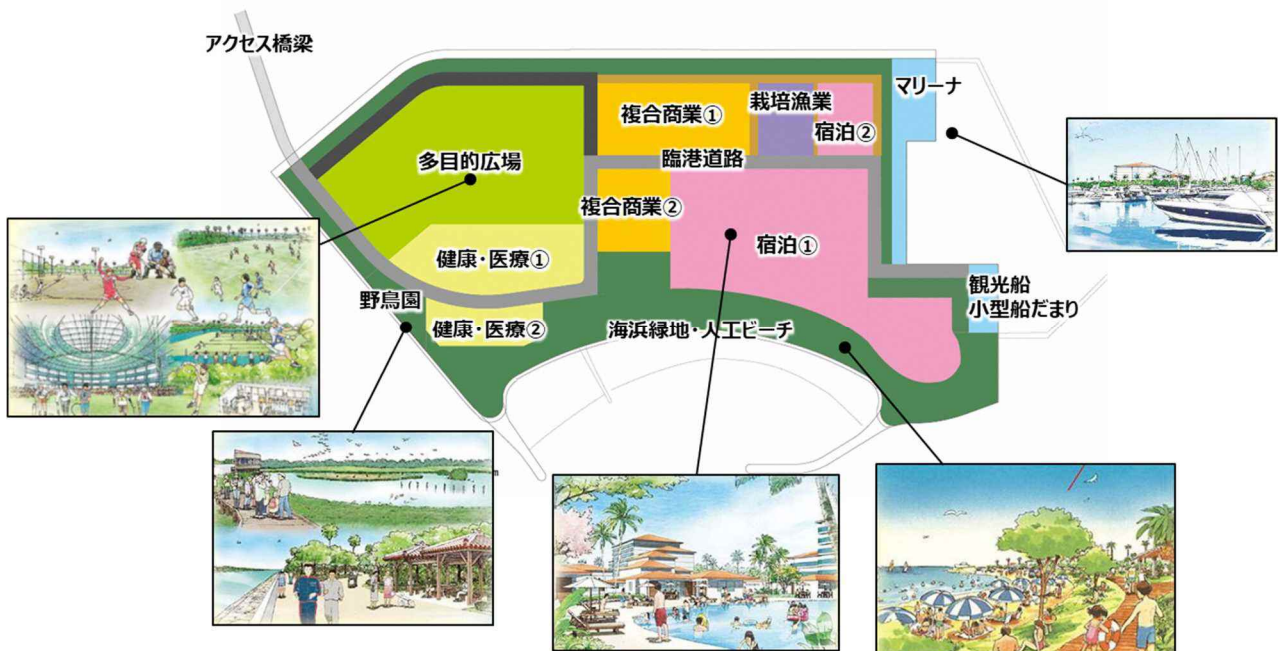 アクセス橋梁
複合商業①
栽培漁業
宿泊②
マリーナ
多目的広場
臨港道路
複合商業②
宿泊①
健康・医療①
野鳥園
健康・医療②
海浜緑地・人工ビーチ
観光船
小型船だまり
m